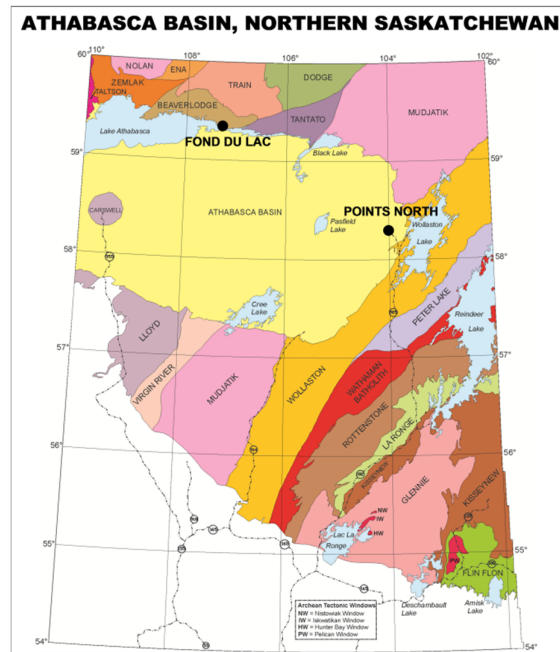 ATHABASCA BASIN, NORTHERN SASKATCHEWAN
60°
110°
108°
106°
104°
102°
60°
NOLAN
ENA
ZEMLAK
TRAIN
DODGE
TALTSON
BEAVERLODGE
TANTATO
MUDJATIK
Lake Athabasca
FOND DU LAC
59°
Black Lake
59°
CARSWELL
ATHABASCA BASIN
Pasfield
Lake
POINTS NORTH
Wollaston
Lake
58°
58°
Cree
Lake
PETER LAKE
Reindeer
Lake
LLOYD
57°
57°
VIRGIN RIVER
MUDJATIK
WOLLASTON
WATHAMAN
BATHOLITH
ROTTENSTONE
LA RONGE
56°
56°
KISSEYNEW
GLENNIE
KISSEYNEW
NW
IW
HW
Lac La
Ronge
55°
55°
PW
FLIN FLON
Deschambault
Lake
Amisk
Lake
Archean Tectonic Windows
NW = Nistowiak Window
IW = Iskwatikan Window
HW = Hunter Bay Window
PW = Pelican Window
54°
54°